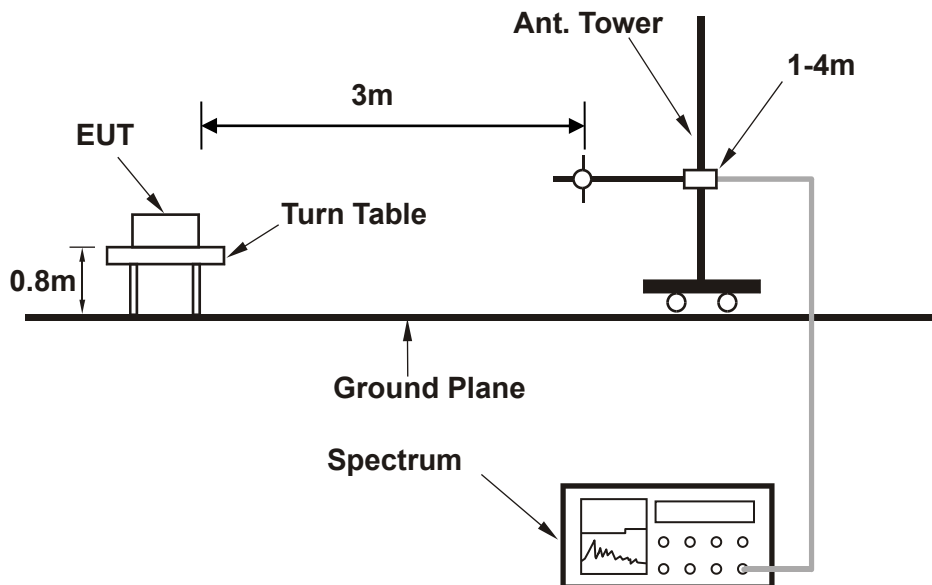 Ant. Tower
1-4m
3m
EUT
Turn Table
0.8m
Ground Plane
Spectrum